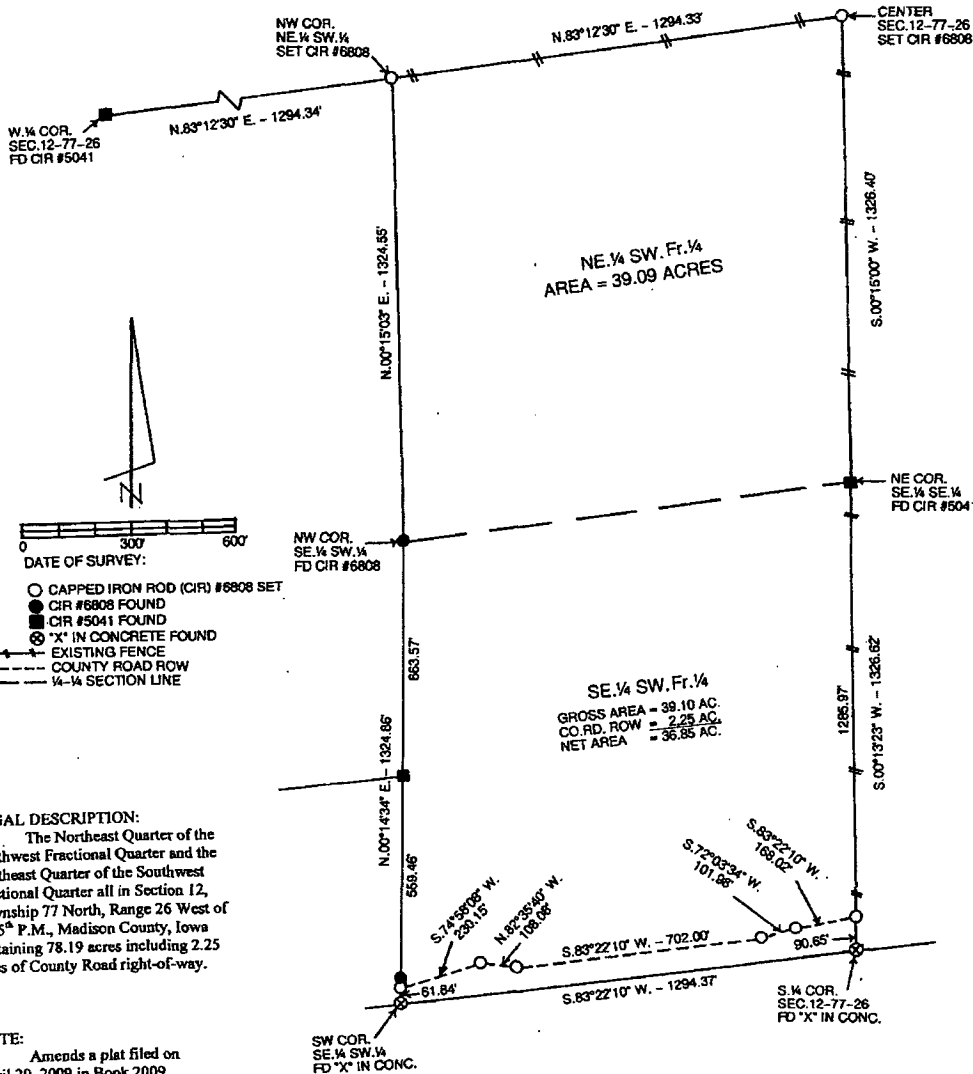 NW COR.
NE.¼ SW.¼
SET CIR #6808
N.83°12'30" E. - 1294.33'
CENTER
SEC.12-77-26
SET CIR #6808
W.¼ COR.
SEC.12-77-26
FD CIR #5041
N.83°12'30" E. - 1294.34'
N.00°15'03" E. - 1324.55'
S.00°15'00" W. - 1326.40'
NE.¼ SW.Fr.¼
AREA = 39.09 ACRES
N
0 300' 600'
DATE OF SURVEY:
CAPPED IRON ROD (CIR) #6808 SET
CIR #6808 FOUND
CIR #5041 FOUND
"X" IN CONCRETE FOUND
EXISTING FENCE
COUNTY ROAD ROW
¼-¼ SECTION LINE
NW COR.
SE.¼ SW.¼
FD CIR #6808
NE COR.
SE.¼ SE.¼
FD CIR #5041
663.57'
N.00°14'34" E. - 1324.86'
559.46'
SE.¼ SW.Fr.¼
GROSS AREA = 39.10 AC.
CO.RD. ROW = 2.25 AC.
NET AREA = 36.85 AC.
1285.97'
S.00°13'23" W. - 1326.62'
GAL DESCRIPTION:
The Northeast Quarter of the
thwest Fractional Quarter and the
theast Quarter of the Southwest
tional Quarter all in Section 12,
nship 77 North, Range 26 West of
5th P.M., Madison County, Iowa
taining 78.19 acres including 2.25
s of County Road right-of-way.
S.74°58'08" W.
230.15'
N.82°35'40" W.
108.08'
S.83°22'10" W. - 702.00'
S.72°03'34" W.
101.98'
S.83°22'10" W.
168.02'
90.65'
61.84'
S.83°22'10" W. - 1294.37'
SW COR.
SE.¼ SW.¼
FD "X" IN CONC.
S.¼ COR.
SEC.12-77-26
FD "X" IN CONC.
TE:
Amends a plat filed on
il 29, 2009 in Book 2009